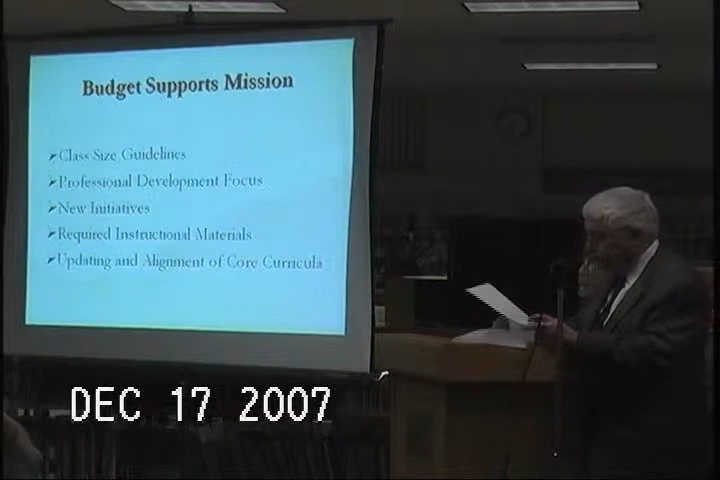 Budget Supports Mission
➢Class Size Guidelines
➢Professional Development Focus
➢New Initiatives
➢Required Instructional Materials
➢Updating and Alignment of Core Curricula
DEC 17 2007